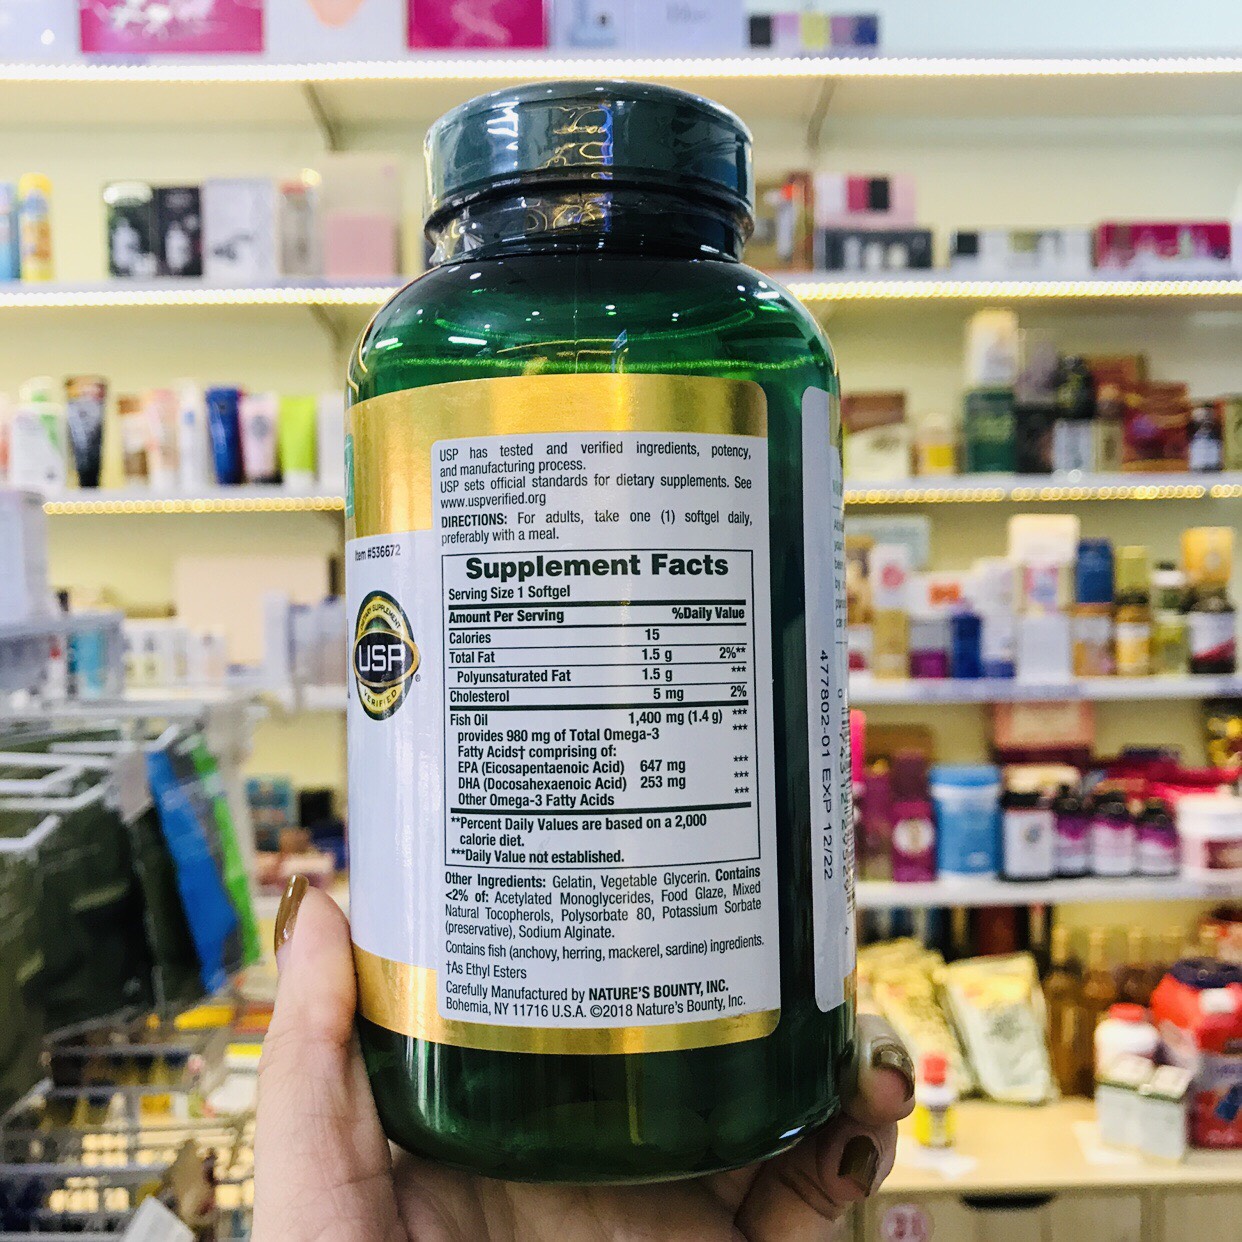 USP has tested and verified ingredients, potency,
and manufacturing process.
USP sets official standards for dietary supplements. See
www.uspverified.org
DIRECTIONS: For adults, take one (1) softgel daily,
preferably with a meal.
Item #536672
DIETARY SUPPLEMENT
USP
VERIFIED
Supplement Facts
Serving Size 1 Softgel
Amount Per Serving %Daily Value
Calories 15
Total Fat 1.5 g 2%**
Polyunsaturated Fat 1.5 g ***
Cholesterol 5 mg 2%
Fish Oil 1,400 mg (1.4 g) ***
provides 980 mg of Total Omega-3 ***
Fatty Acids† comprising of:
EPA (Eicosapentaenoic Acid) 647 mg ***
DHA (Docosahexaenoic Acid) 253 mg ***
Other Omega-3 Fatty Acids ***
**Percent Daily Values are based on a 2,000
calorie diet.
***Daily Value not established.
Other Ingredients: Gelatin, Vegetable Glycerin. Contains
<2% of: Acetylated Monoglycerides, Food Glaze, Mixed
Natural Tocopherols, Polysorbate 80, Potassium Sorbate
(preservative), Sodium Alginate.
Contains fish (anchovy, herring, mackerel, sardine) ingredients.
†As Ethyl Esters
Carefully Manufactured by NATURE'S BOUNTY, INC.
Bohemia, NY 11716 U.S.A. ©2018 Nature's Bounty, Inc.
477802-01 EXP 12/22